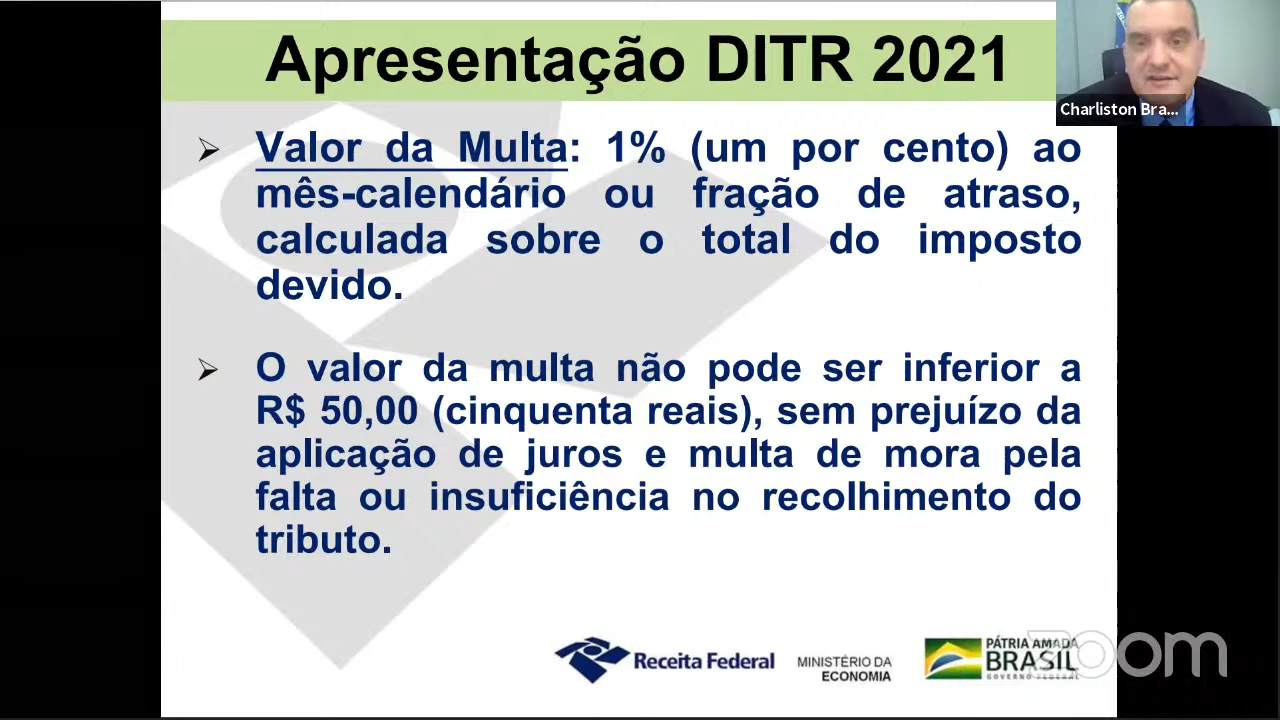 Apresentação DITR 2021
Charliston Bra...
➢ Valor da Multa: 1% (um por cento) ao
mês-calendário ou fração de atraso,
calculada sobre o total do imposto
devido.
➢ O valor da multa não pode ser inferior a
R$ 50,00 (cinquenta reais), sem prejuízo da
aplicação de juros e multa de mora pela
falta ou insuficiência no recolhimento do
tributo.
Receita Federal
MINISTÉRIO DA
ECONOMIA
PÁTRIA AMADA
BRASIL
GOVERNO FEDERAL
zoom